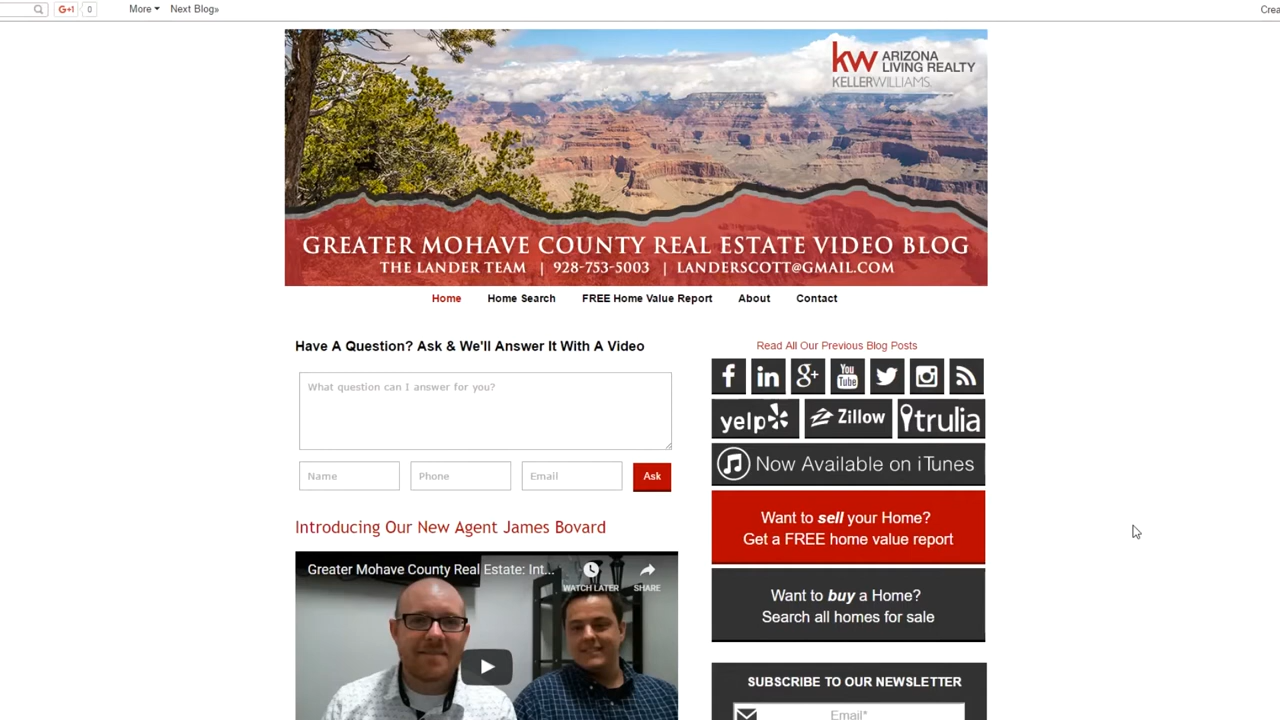 G+1
0
More
Next Blog»
Crea
kw ARIZONA
LIVING REALTY
KELLERWILLIAMS.
GREATER MOHAVE COUNTY REAL ESTATE VIDEO BLOG
THE LANDER TEAM | 928-753-5003 | LANDERSCOTT@GMAIL.COM
Home
Home Search
FREE Home Value Report
About
Contact
Have A Question? Ask & We'll Answer It With A Video
What question can I answer for you?
Name
Phone
Email
Ask
Introducing Our New Agent James Bovard
Greater Mohave County Real Estate: Int...
WATCH LATER
SHARE
Read All Our Previous Blog Posts
f
in
g+
You
Tube
yelp
Zillow
trulia
Now Available on iTunes
Want to sell your Home?
Get a FREE home value report
Want to buy a Home?
Search all homes for sale
SUBSCRIBE TO OUR NEWSLETTER
Email*